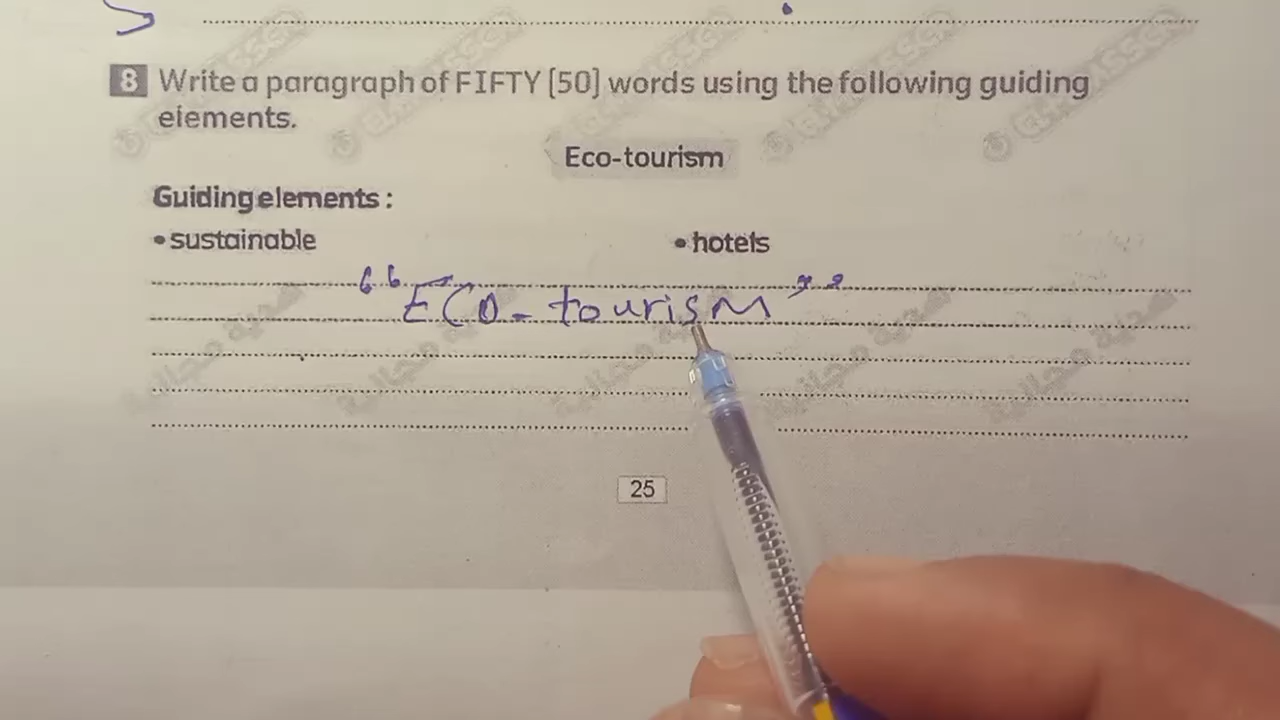 8 Write a paragraph of FIFTY (50) words using the following guiding
elements.
Eco-tourism
Guiding elements :
• sustainable • hotels
"ECO-tourism"
25